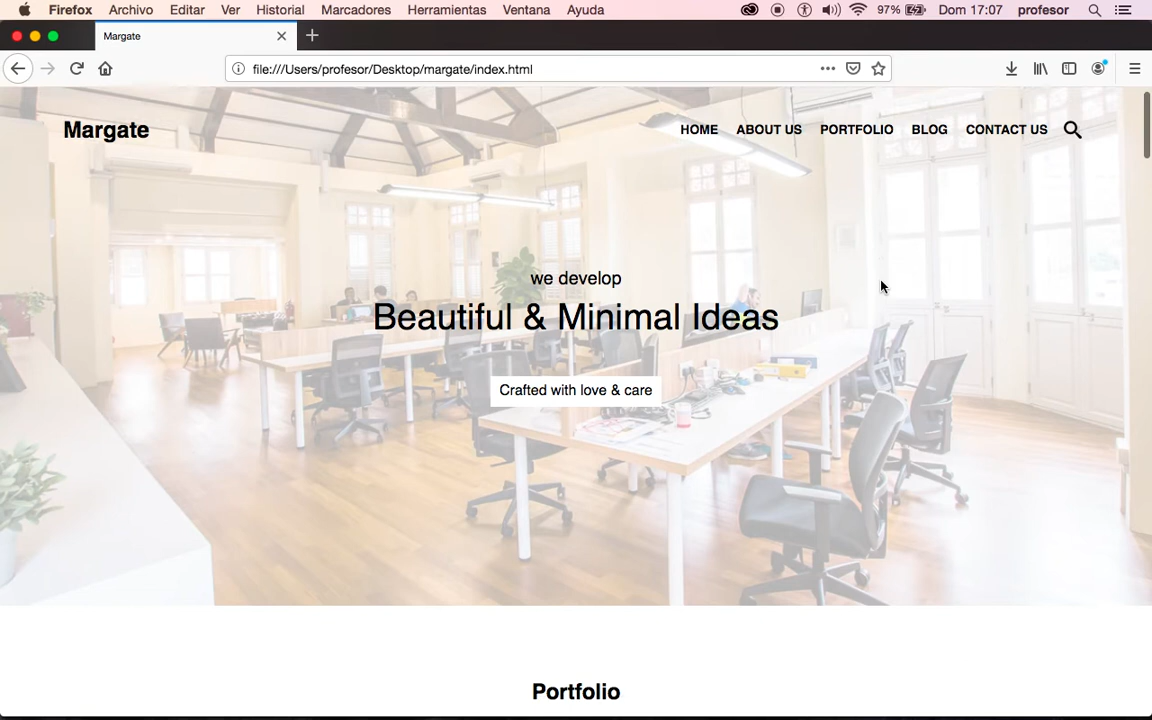 Firefox Archivo Editar Ver Historial Marcadores Herramientas Ventana Ayuda 97% Dom 17:07 profesor
Margate
file:///Users/profesor/Desktop/margate/index.html
Margate HOME ABOUT US PORTFOLIO BLOG CONTACT US
we develop
Beautiful & Minimal Ideas
Crafted with love & care
Portfolio